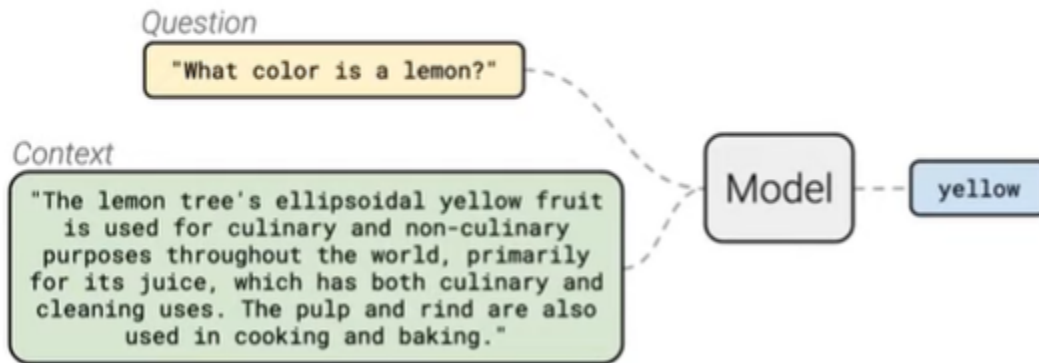 Question
"What color is a lemon?"
Context
"The lemon tree's ellipsoidal yellow fruit
is used for culinary and non-culinary
purposes throughout the world, primarily
for its juice, which has both culinary and
cleaning uses. The pulp and rind are also
used in cooking and baking."
Model
yellow